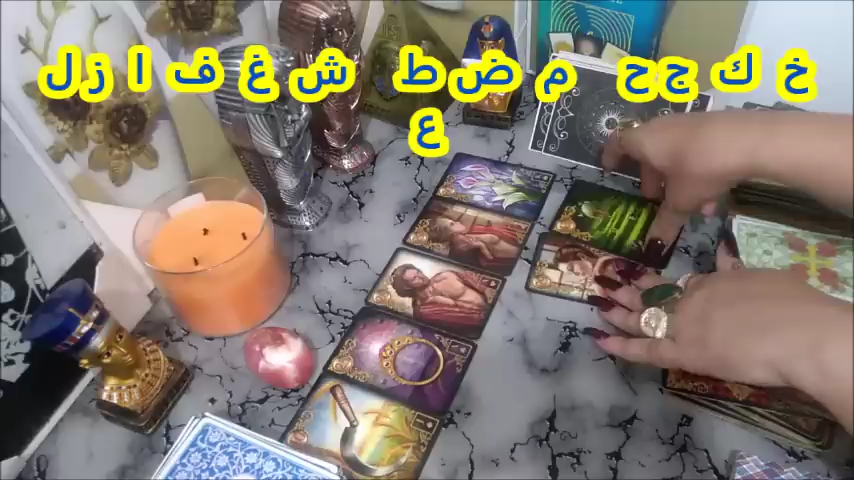 خ ك ج ح م ض ط ش غ ف ا ز ل
ع